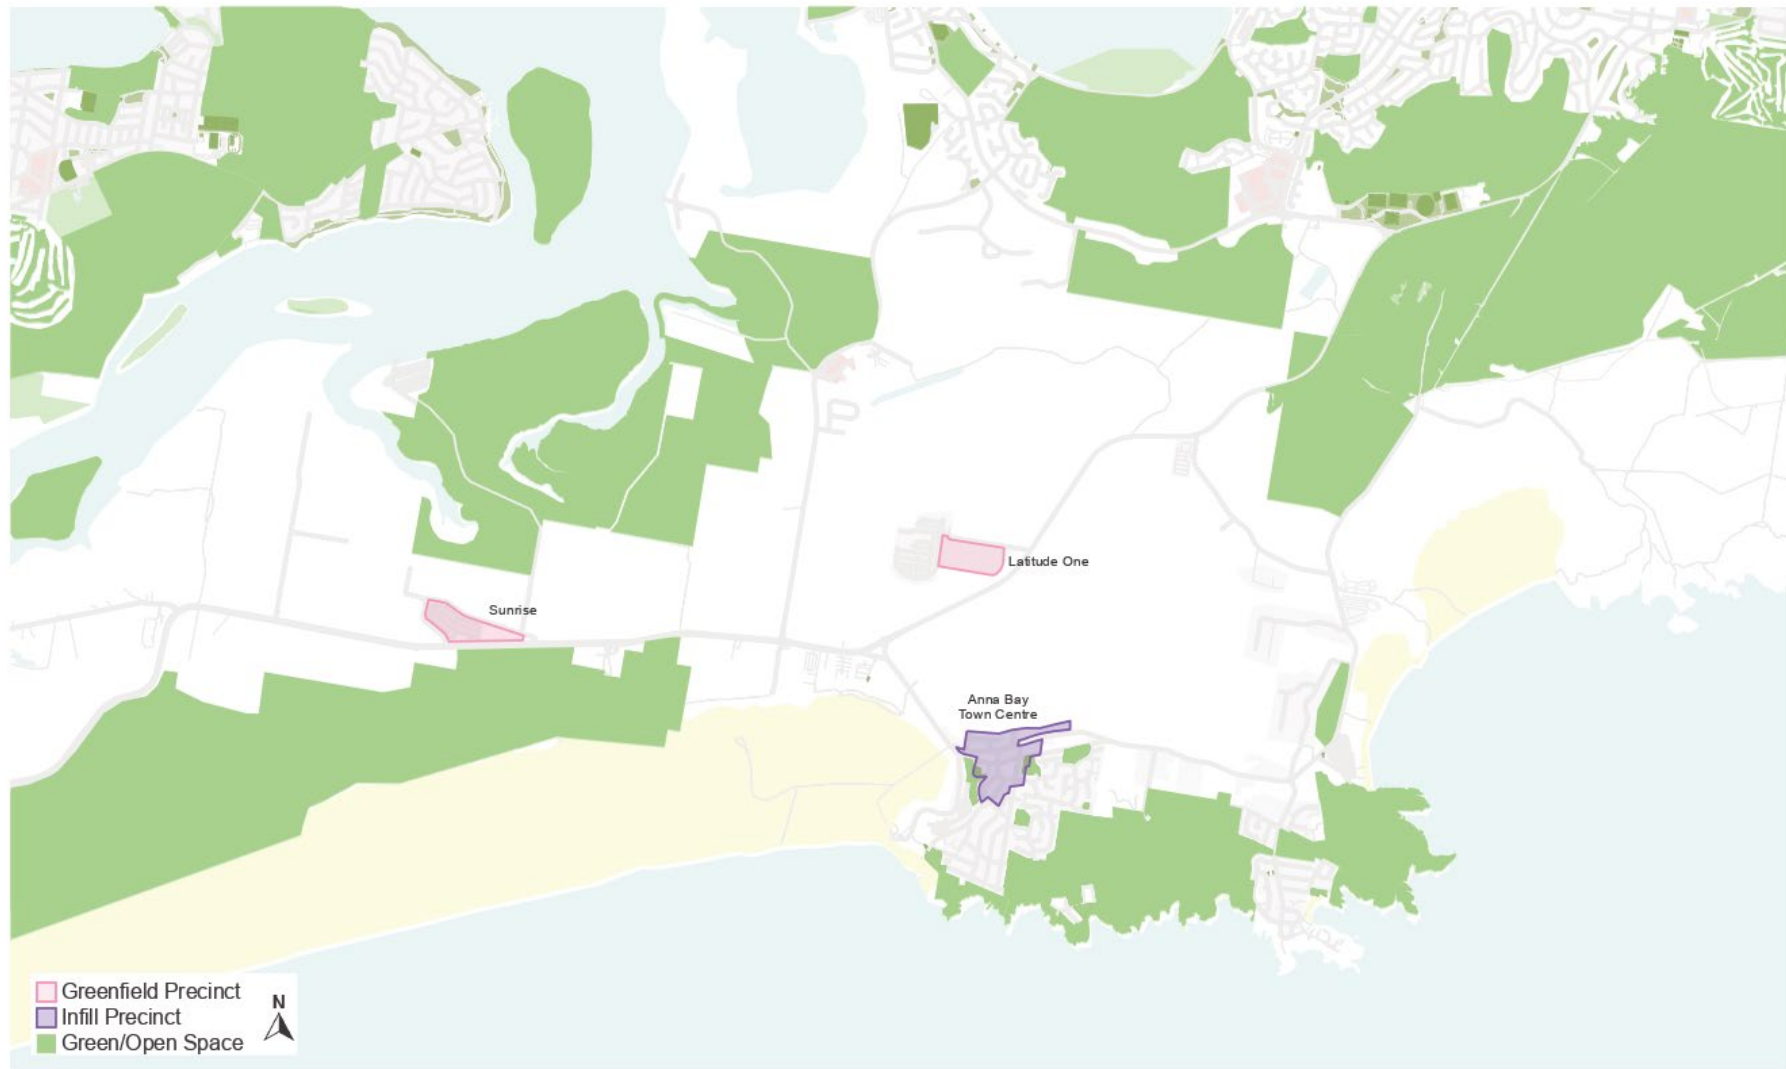 Latitude One
Sunrise
Anna Bay
Town Centre
Greenfield Precinct
Infill Precinct
Green/Open Space
N